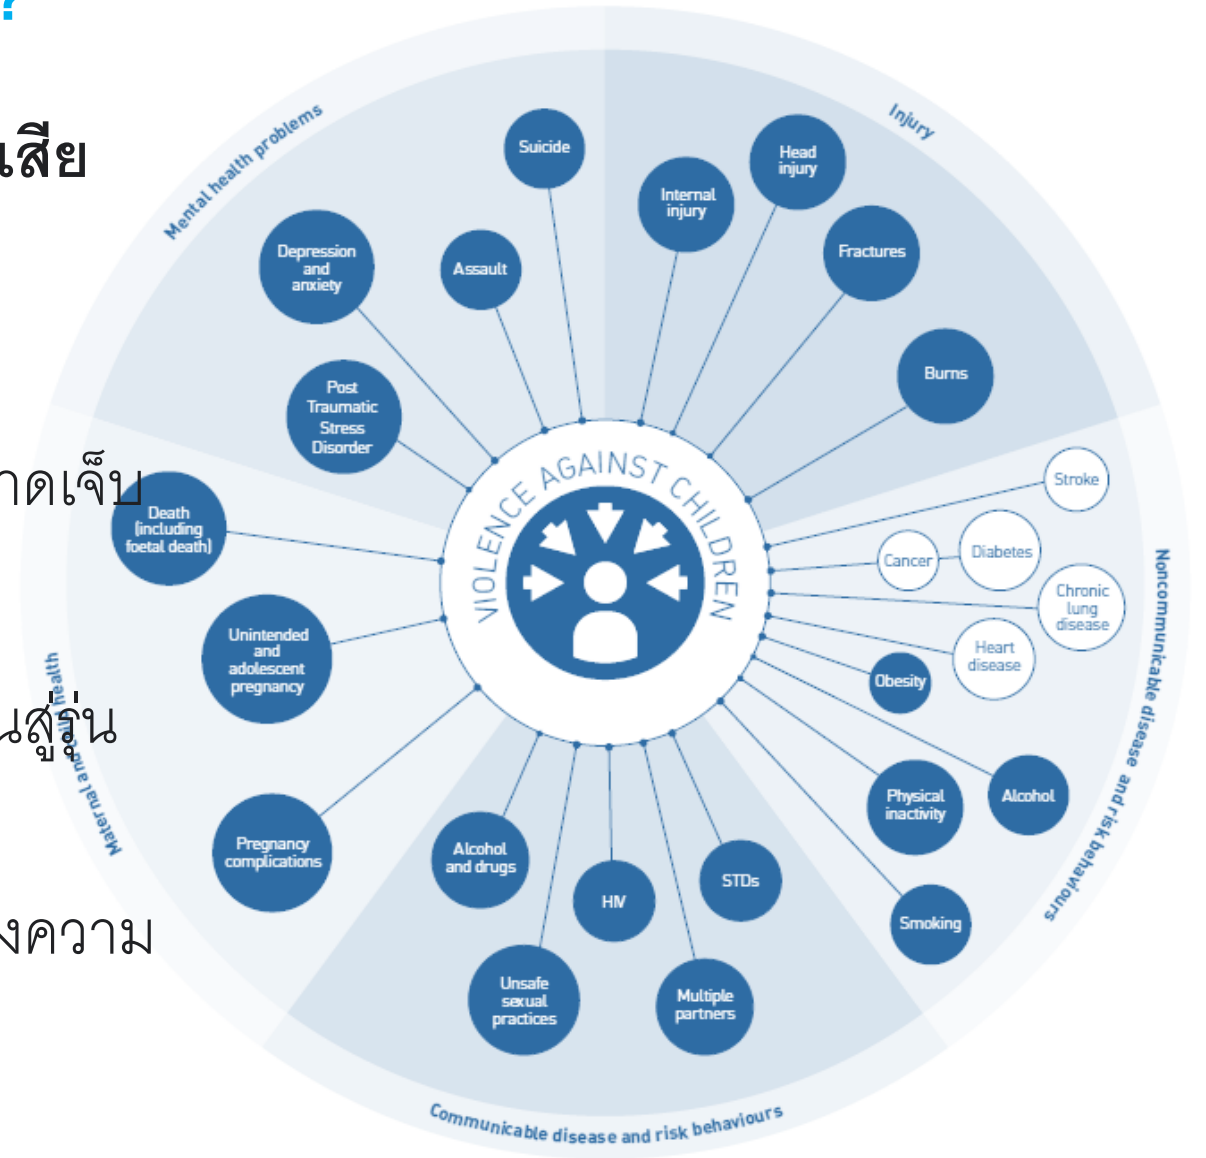 ?
เสีย
าดเจ็บ
นสู่รุ่น
งความ
Mental health problems
Suicide
Depression
and
anxiety
Assault
Post
Traumatic
Stress
Disorder
Injury
Internal
injury
Head
injury
Fractures
Burns
VIOLENCE AGAINST CHILDREN
Death
(including
foetal death)
Unintended
and
adolescent
pregnancy
Pregnancy
complications
Maternal and child health
Stroke
Cancer
Diabetes
Chronic
lung
disease
Heart
disease
Obesity
Alcohol
Physical
inactivity
Smoking
Noncommunicable disease and risk behaviours
Alcohol
and drugs
Unsafe
sexual
practices
HIV
Multiple
partners
STDs
Communicable disease and risk behaviours